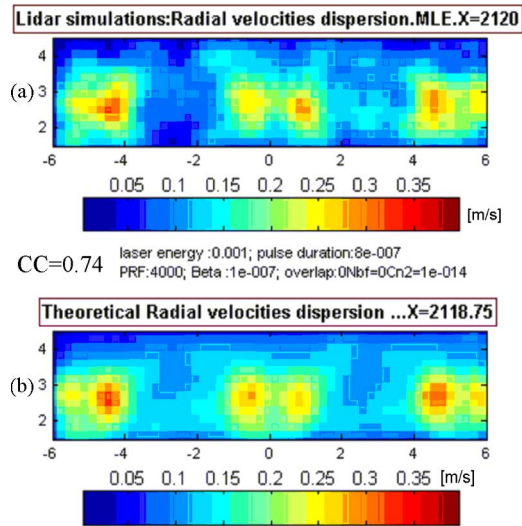 Lidar simulations:Radial velocities dispersion.MLE.X=2120
(a)
4
3
2
-6 -4 -2 0 2 4 6
0.05 0.1 0.15 0.2 0.25 0.3 0.35
[m/s]
CC=0.74
laser energy :0.001; pulse duration:8e-007
PRF:4000; Beta :1e-007; overlap:0Nbf=0Cn2=1e-014
Theoretical Radial velocities dispersion ...X=2118.75
(b)
4
3
2
-6 -4 -2 0 2 4 6
0.05 0.1 0.15 0.2 0.25 0.3 0.35 [m/s]